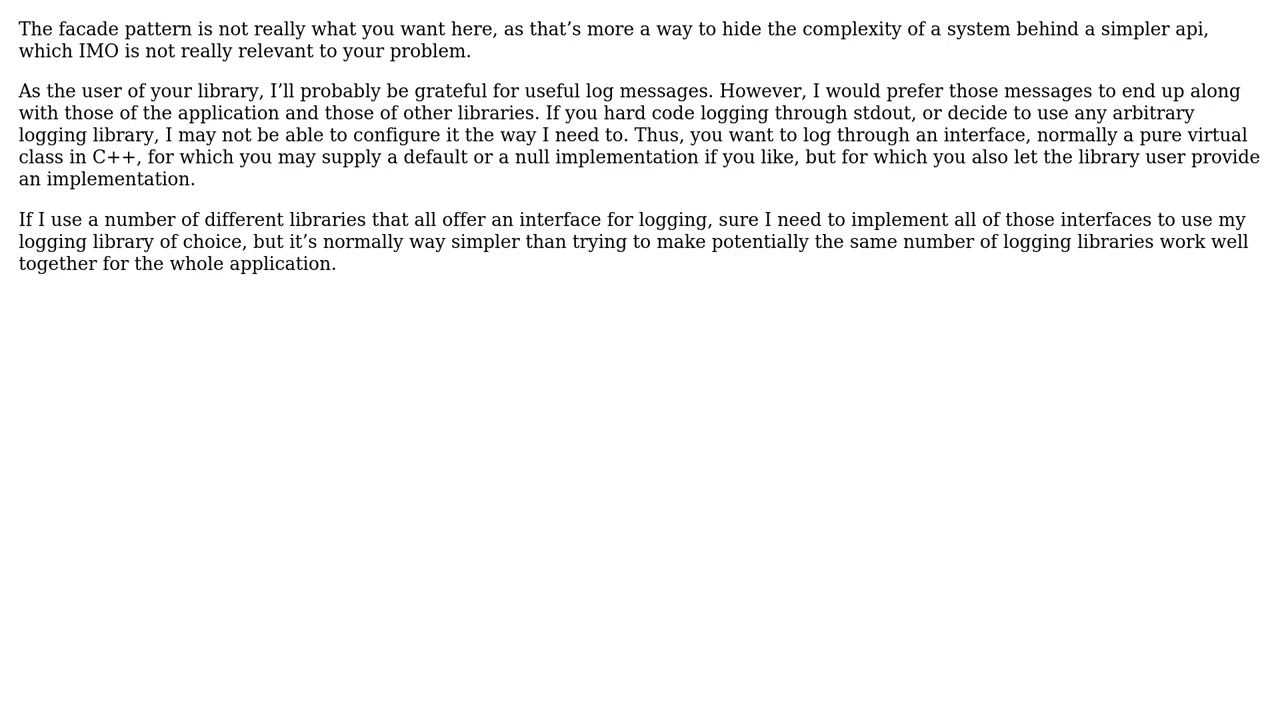 The facade pattern is not really what you want here, as that’s more a way to hide the complexity of a system behind a simpler api,
which IMO is not really relevant to your problem.
As the user of your library, I’ll probably be grateful for useful log messages. However, I would prefer those messages to end up along
with those of the application and those of other libraries. If you hard code logging through stdout, or decide to use any arbitrary
logging library, I may not be able to configure it the way I need to. Thus, you want to log through an interface, normally a pure virtual
class in C++, for which you may supply a default or a null implementation if you like, but for which you also let the library user provide
an implementation.
If I use a number of different libraries that all offer an interface for logging, sure I need to implement all of those interfaces to use my
logging library of choice, but it’s normally way simpler than trying to make potentially the same number of logging libraries work well
together for the whole application.